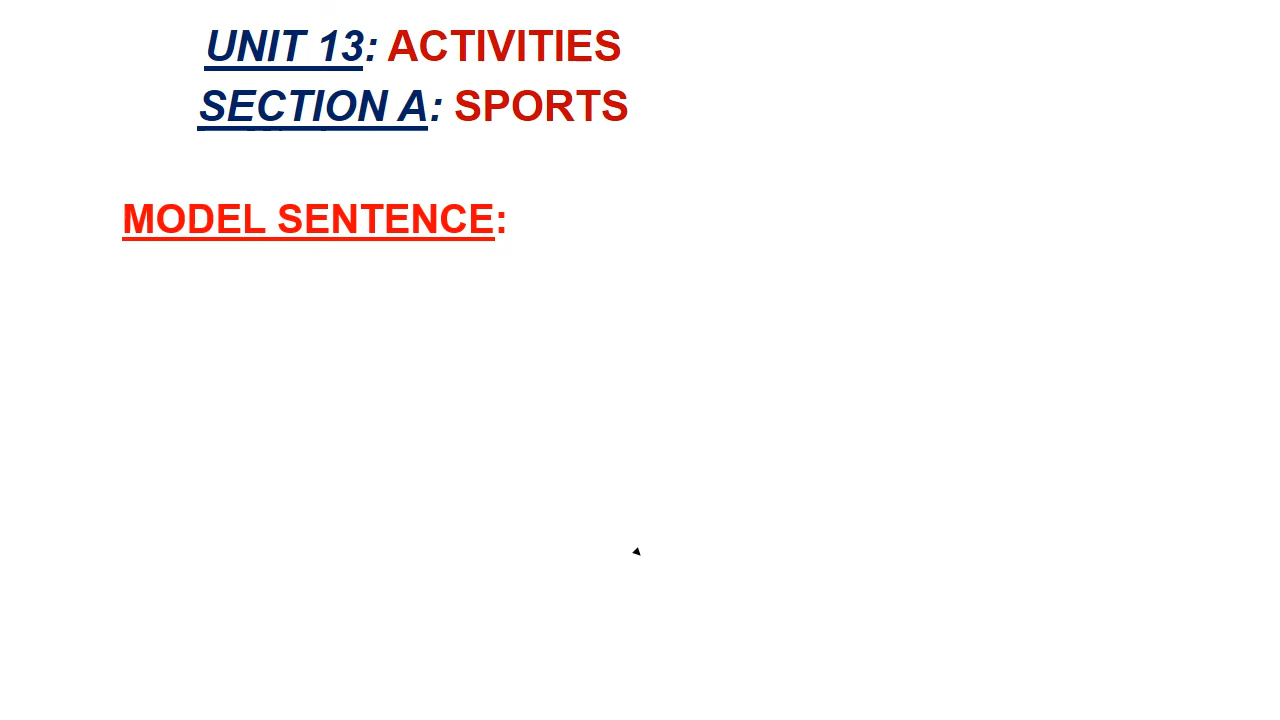 UNIT 13: ACTIVITIES
SECTION A: SPORTS
MODEL SENTENCE: